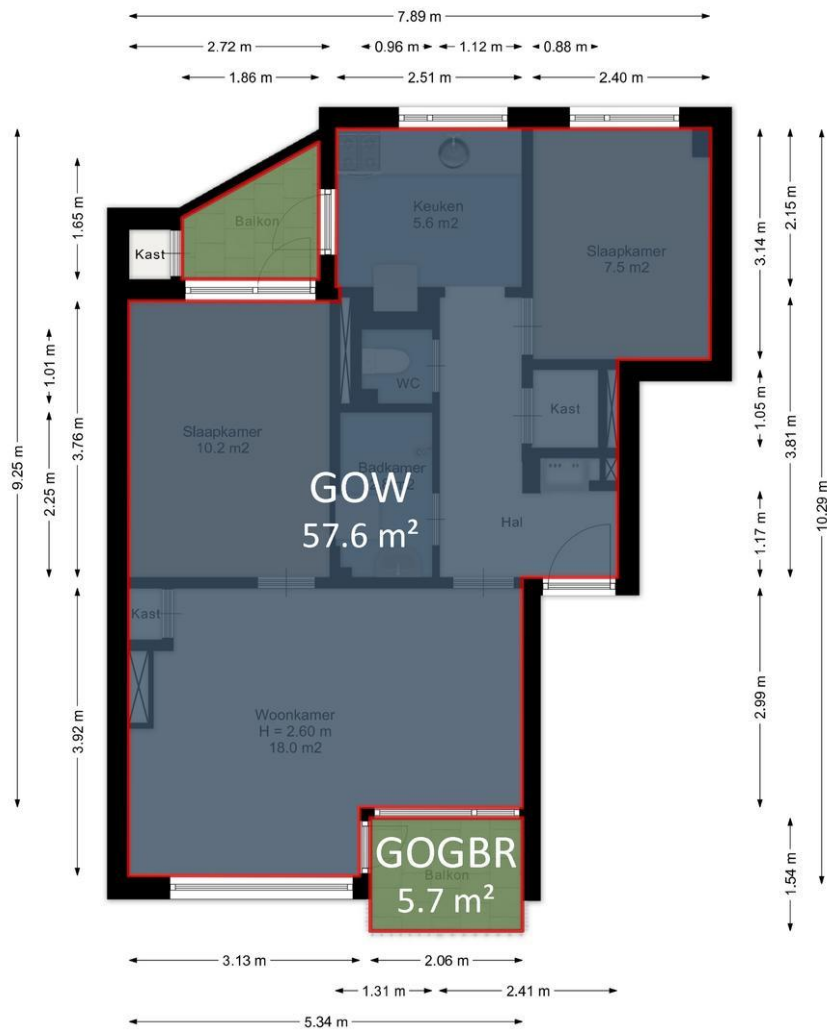 7.89 m
2.72 m
0.96 m
1.12 m
0.88 m
1.86 m
2.51 m
2.40 m
Balkon
Kast
Keuken
5.6 m2
Slaapkamer
7.5 m2
1.65 m
3.14 m
2.15 m
WC
Kast
Slaapkamer
10.2 m2
Badkamer
GOW
57.6 m²
Hal
1.01 m
3.76 m
2.25 m
9.25 m
1.05 m
3.81 m
1.17 m
10.29 m
Kast
Woonkamer
H = 2.60 m
18.0 m2
3.92 m
2.99 m
GOGBR
Balkon
5.7 m²
1.54 m
3.13 m
2.06 m
1.31 m
2.41 m
5.34 m